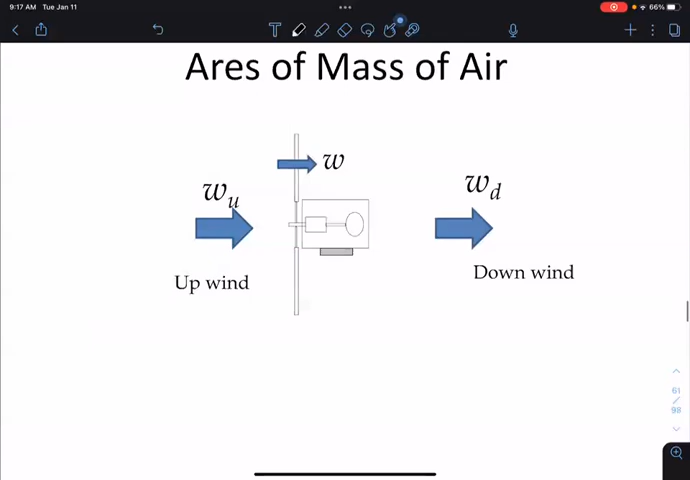 9:17 AM Tue Jan 11
66%
T
Ares of Mass of Air
w
w_u
w_d
Up wind
Down wind
61
/
98